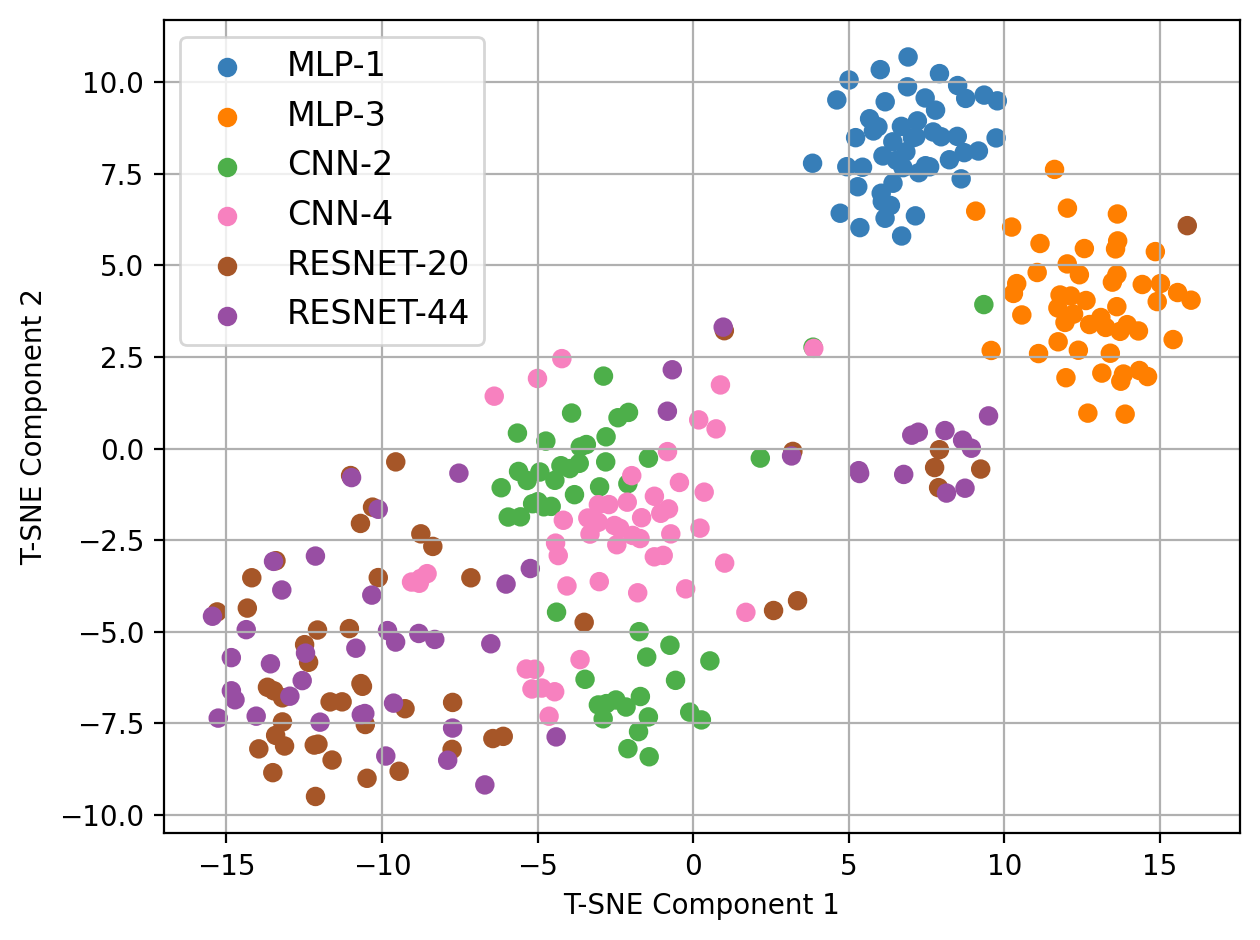 MLP-1
MLP-3
CNN-2
CNN-4
RESNET-20
RESNET-44
10.0
7.5
5.0
2.5
0.0
−2.5
−5.0
−7.5
−10.0
T-SNE Component 2
−15 −10 −5 0 5 10 15
T-SNE Component 1